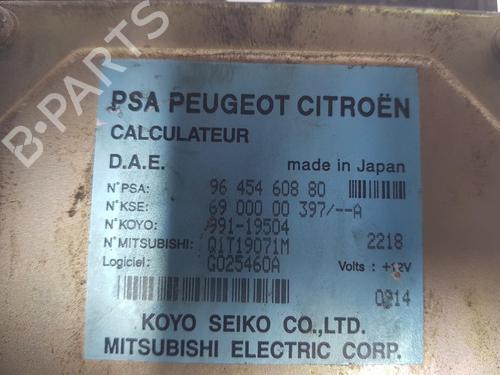 B-PARTS
PSA PEUGEOT CITROËN
CALCULATEUR
D.A.E. made in Japan
N°PSA: 96 454 608 80
N°KSE: 69 000 00 397/--A
N°KOYO: 991-19504
N°MITSUBISHI: Q1T19071M 2218
Logiciel: G025460A Volts: +12V
0214
KOYO SEIKO CO.,LTD.
MITSUBISHI ELECTRIC CORP.